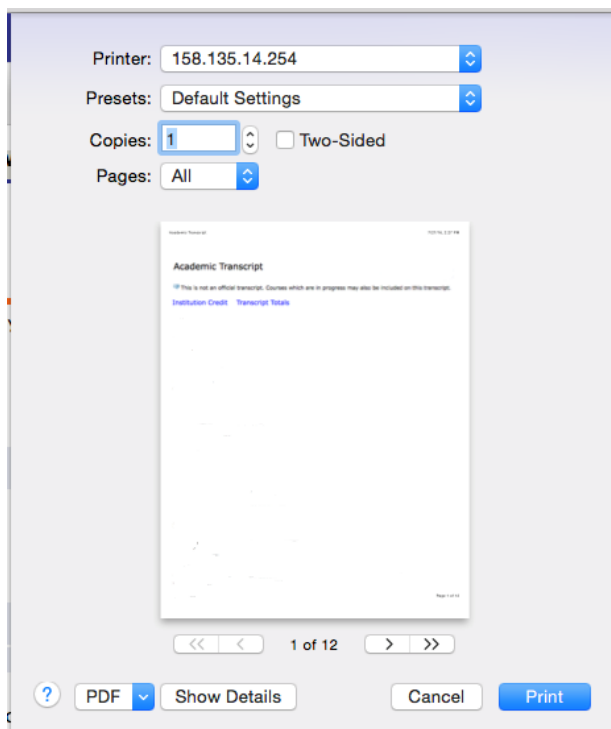 Printer: 158.135.14.254
Presets: Default Settings
Copies: 1 Two-Sided
Pages: All
Academic Transcript
Academic Transcript
This is not an official transcript. Courses which are in progress may also be included on this transcript.
Institution Credit Transcript Totals
<< < 1 of 12 > >>
? PDF Show Details Cancel Print